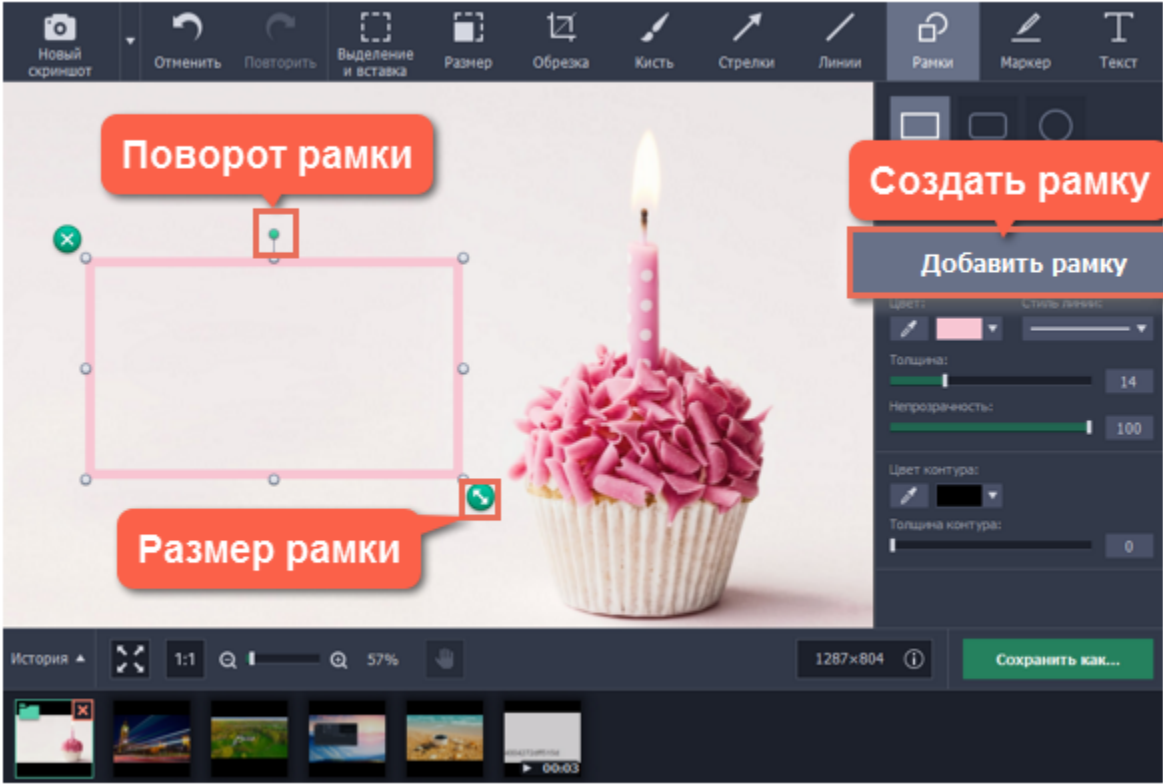 Новый
скриншот
Отменить
Повторить
Выделение
и вставка
Размер
Обрезка
Кисть
Стрелки
Линии
Рамки
Маркер
Текст
Поворот рамки
Создать рамку
Добавить рамку
Цвет:
Стиль линии:
Толщина:
14
Непрозрачность:
100
Цвет контура:
Толщина контура:
0
Размер рамки
История
1:1
57%
1287×804
Сохранить как...
00:03